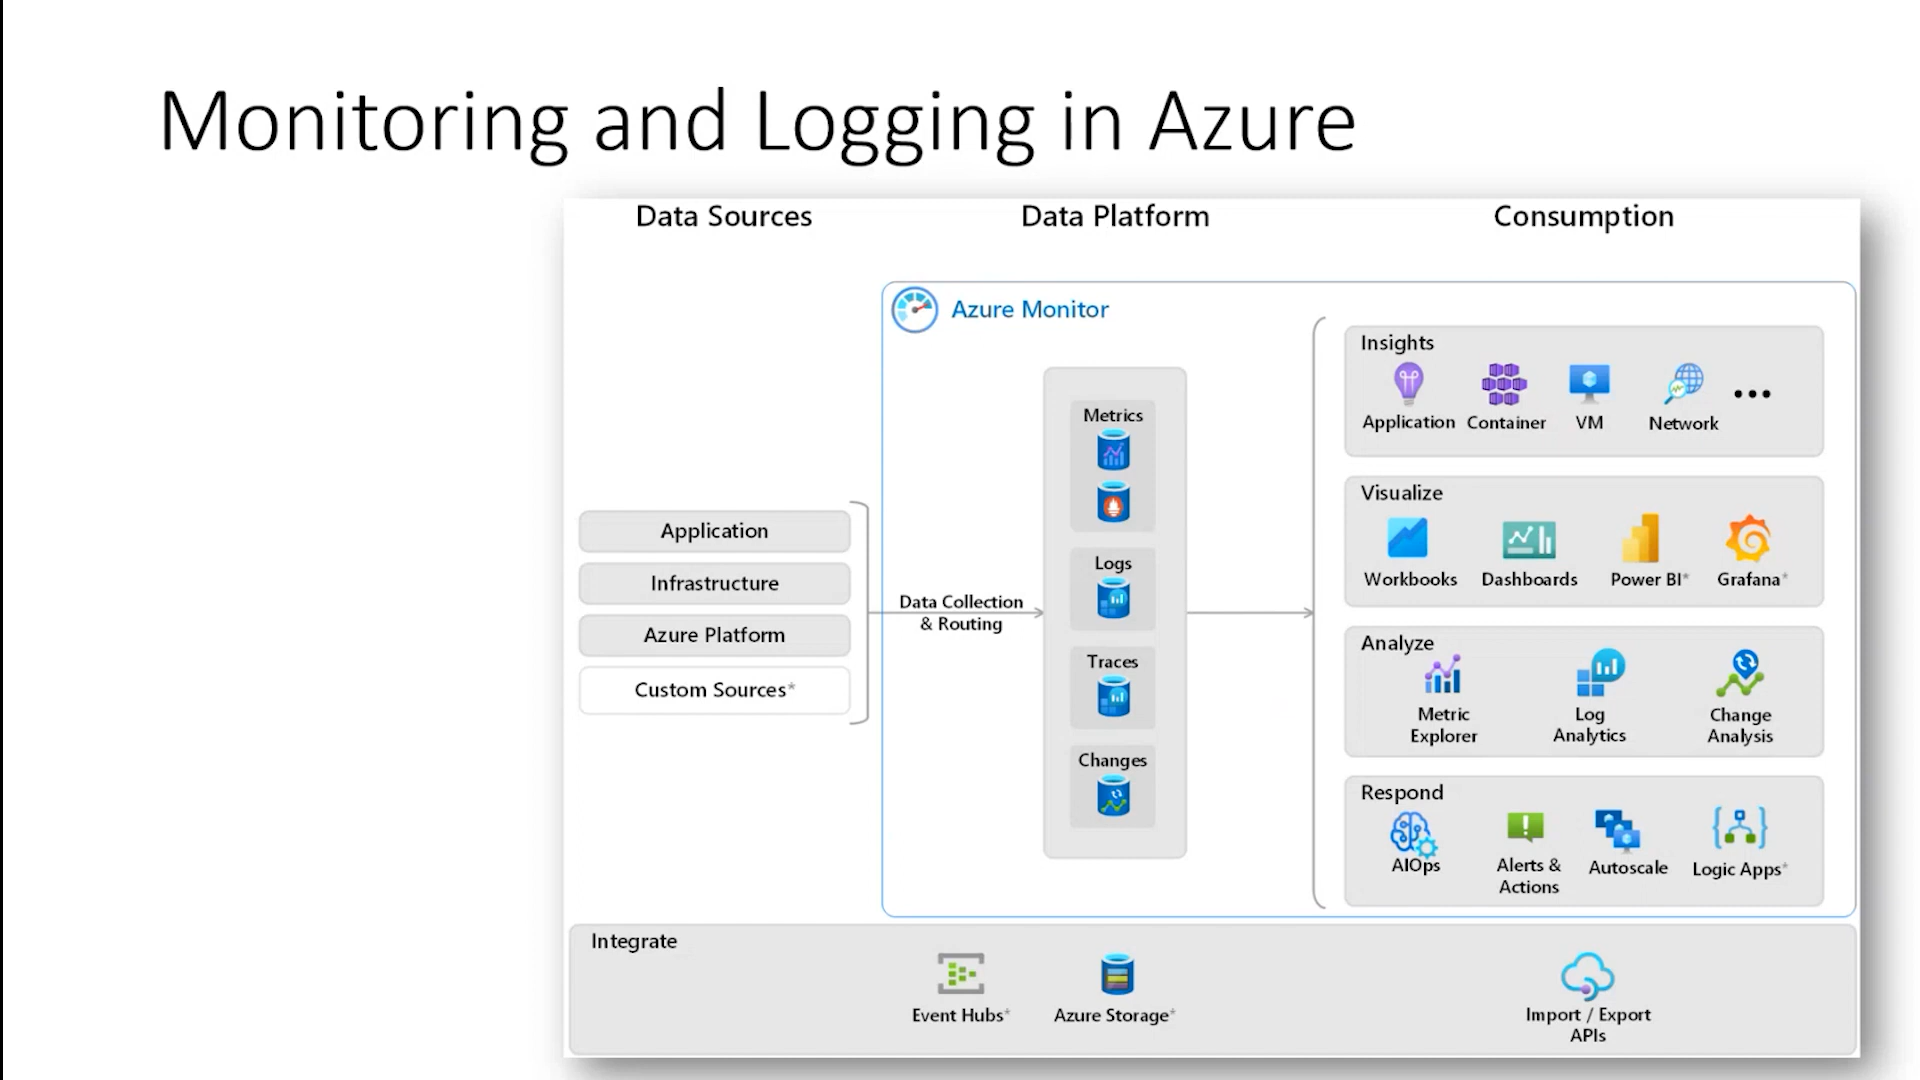 Monitoring and Logging in Azure
Data Sources
Data Platform
Consumption
Azure Monitor
Application
Infrastructure
Azure Platform
Custom Sources*
Data Collection
& Routing
Metrics
Logs
Traces
Changes
Insights
Application
Container
VM
Network
Visualize
Workbooks
Dashboards
Power BI*
Grafana*
Analyze
Metric
Explorer
Log
Analytics
Change
Analysis
Respond
AIOps
Alerts &
Actions
Autoscale
Logic Apps*
Integrate
Event Hubs*
Azure Storage*
Import / Export
APIs